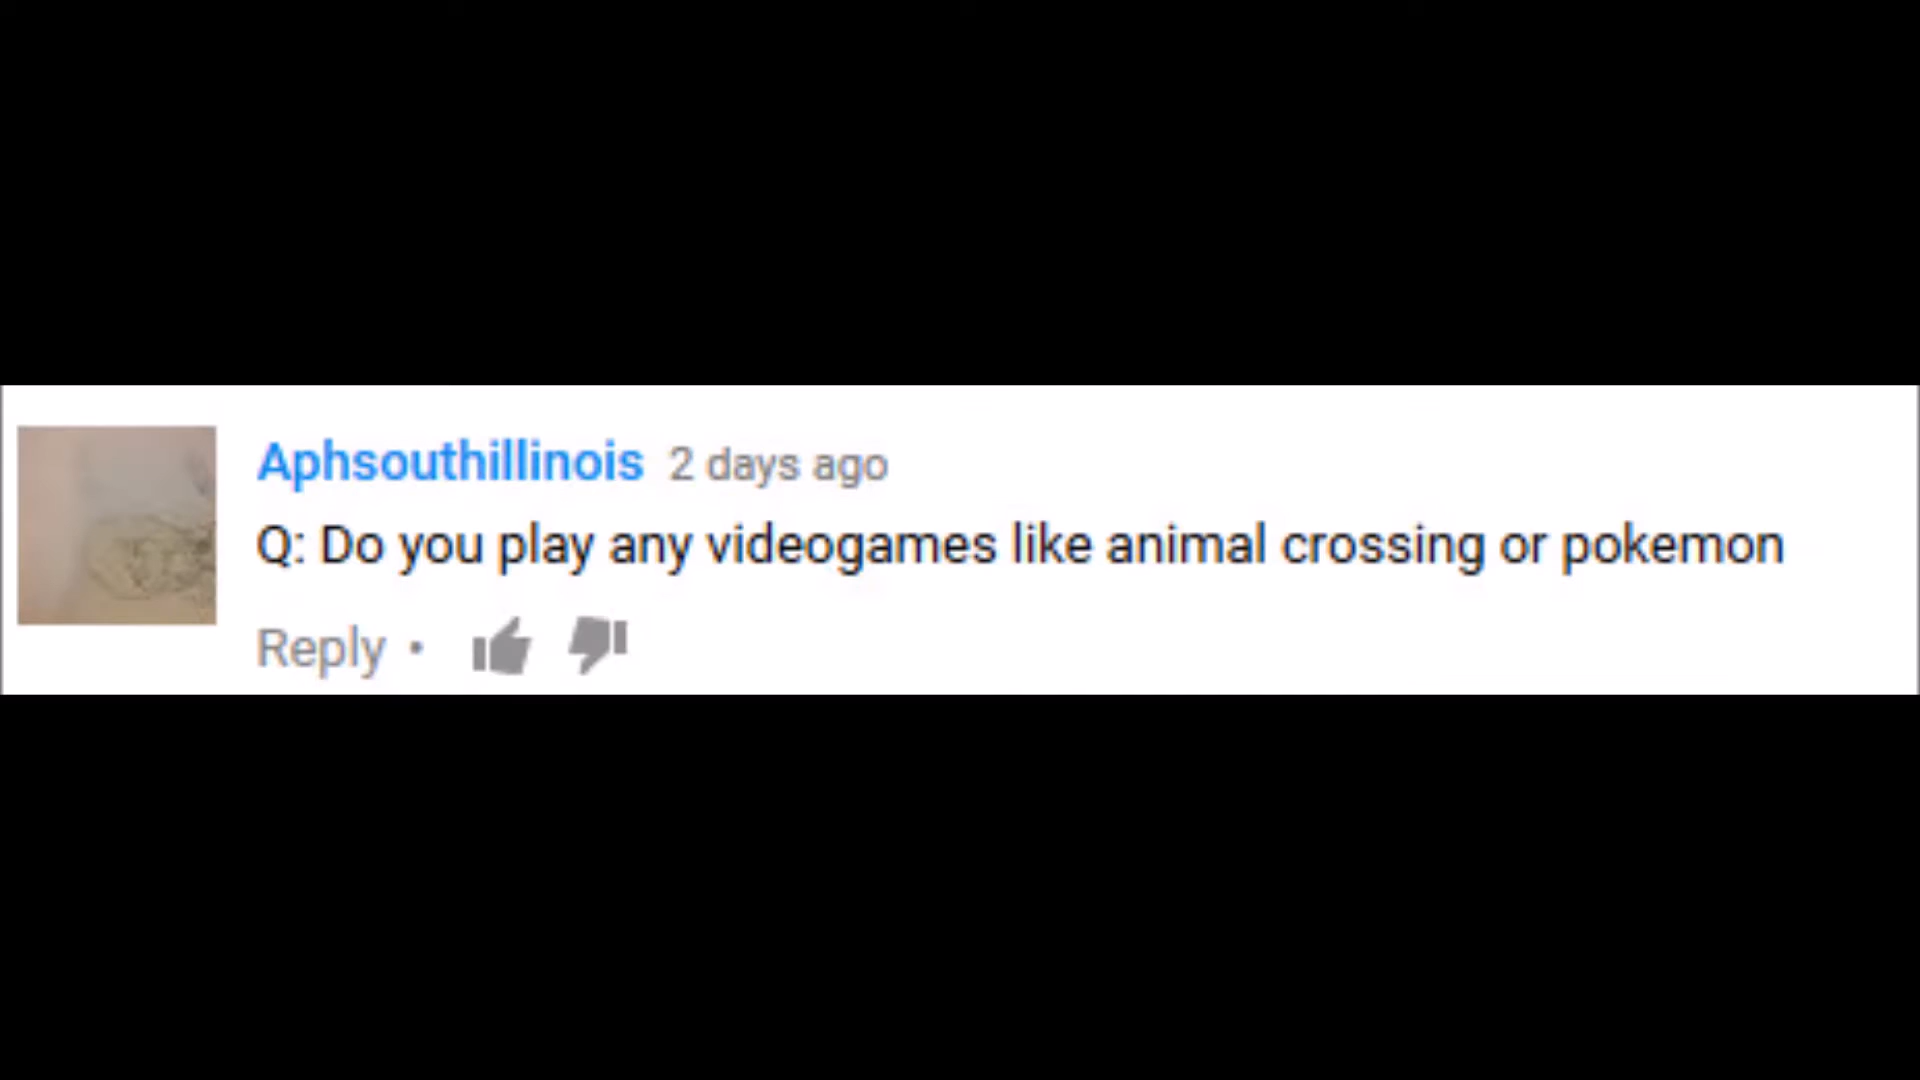 Aphsouthillinois 2 days ago
Q: Do you play any videogames like animal crossing or pokemon
Reply •